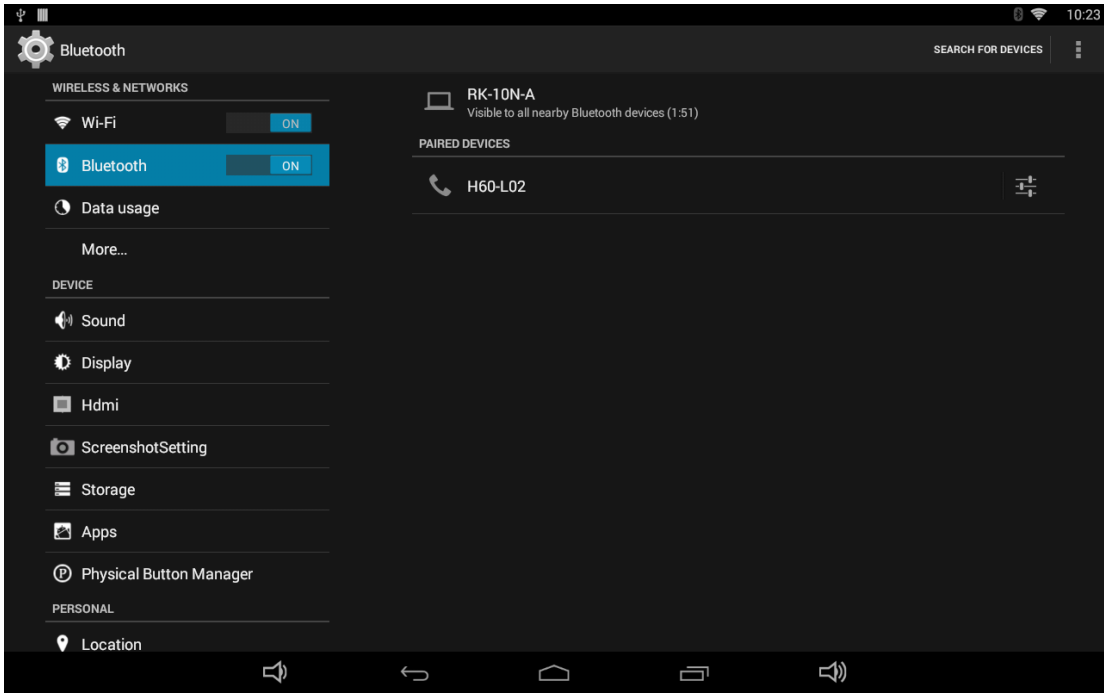 10:23
Bluetooth
SEARCH FOR DEVICES
WIRELESS & NETWORKS
Wi-Fi
ON
Bluetooth
ON
Data usage
More...
DEVICE
Sound
Display
Hdmi
ScreenshotSetting
Storage
Apps
Physical Button Manager
PERSONAL
Location
RK-10N-A
Visible to all nearby Bluetooth devices (1:51)
PAIRED DEVICES
H60-L02